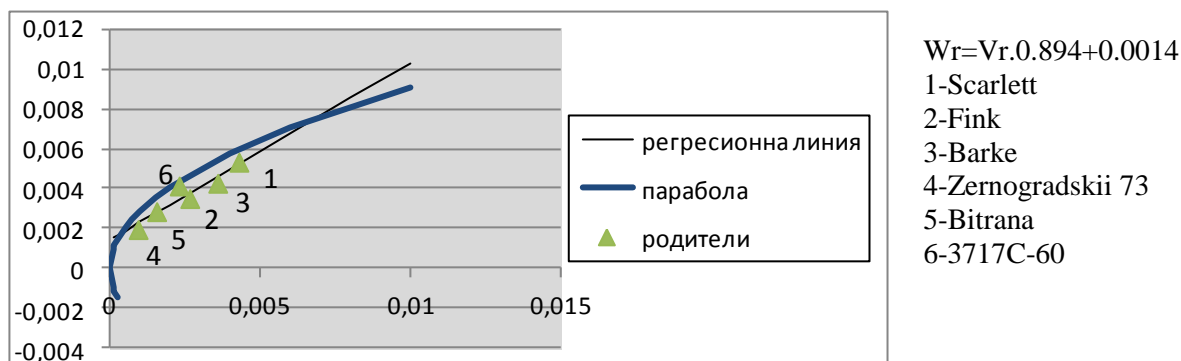 0,012
0,01
0,008
0,006
0,004
0,002
0
-0,002
-0,004
0
0,005
0,01
0,015
6
1
3
2
5
4
регресионна линия
парабола
родители
Wr=Vr.0.894+0.0014
1-Scarlett
2-Fink
3-Barke
4-Zernogradskii 73
5-Bitrana
6-3717C-60